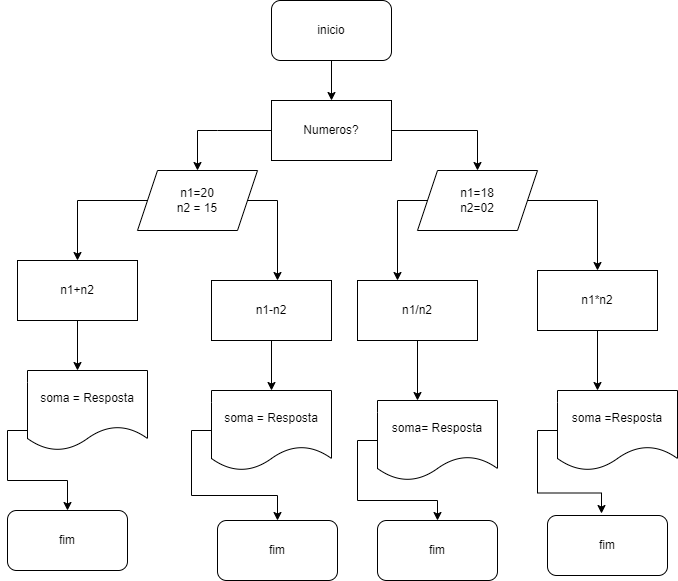 inicio
Numeros?
n1=20
n2 = 15
n1=18
n2=02
n1+n2
n1-n2
n1/n2
n1*n2
soma = Resposta
soma = Resposta
soma= Resposta
soma =Resposta
fim
fim
fim
fim